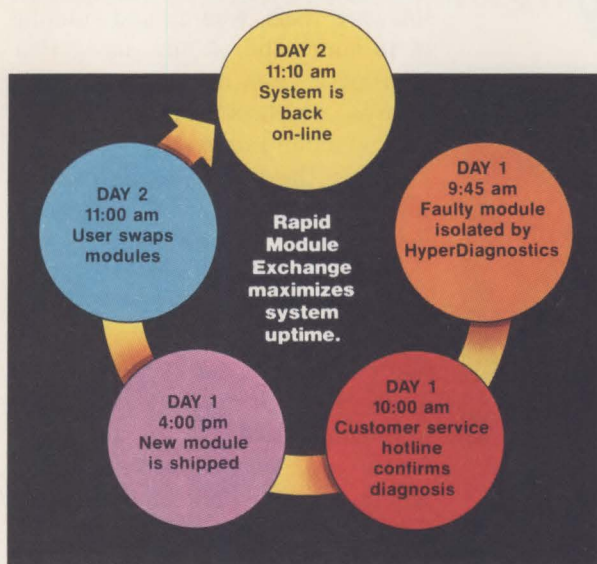 DAY 2
11:10 am
System is
back
on-line
DAY 1
9:45 am
Faulty module
isolated by
HyperDiagnostics
DAY 1
10:00 am
Customer service
hotline
confirms
diagnosis
DAY 1
4:00 pm
New module
is shipped
DAY 2
11:00 am
User swaps
modules
Rapid
Module
Exchange
maximizes
system
uptime.